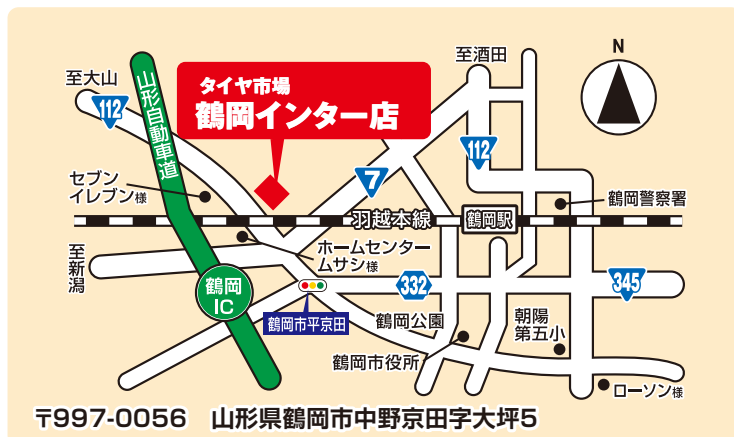 至酒田
N
至大山
112
山形自動車道
タイヤ市場
鶴岡インター店
112
7
セブン
イレブン様
鶴岡警察署
羽越本線
鶴岡駅
至新潟
ホームセンター
ムサシ様
鶴岡
IC
332
345
鶴岡市平京田
鶴岡公園
朝陽
第五小
鶴岡市役所
ローソン様
〒997-0056 山形県鶴岡市中野京田字大坪5